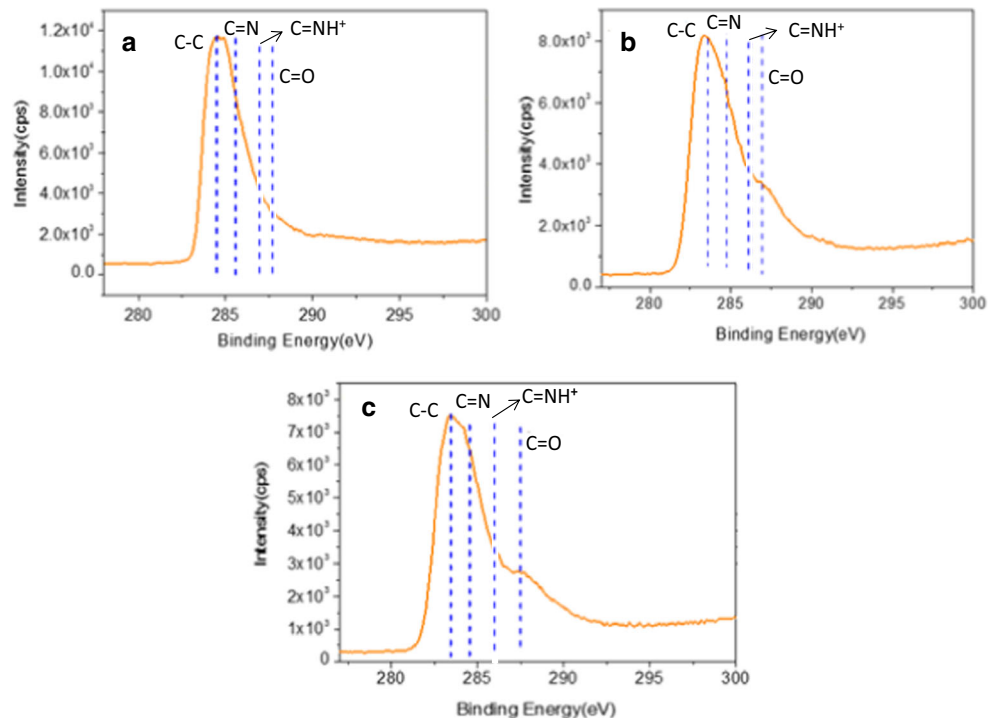 a
C-C
C=N
C=NH⁺
C=O
1.2x10⁴
1.0x10⁴
8.0x10³
6.0x10³
4.0x10³
2.0x10³
0.0
Intensity(cps)
280
285
290
295
300
Binding Energy(eV)
b
C-C
C=N
C=NH⁺
C=O
8.0x10³
6.0x10³
4.0x10³
2.0x10³
0.0
Intensity(cps)
280
285
290
295
300
Binding Energy(eV)
c
C-C
C=N
C=NH⁺
C=O
8x10³
7x10³
6x10³
5x10³
4x10³
3x10³
2x10³
1x10³
0
Intensity(cps)
280
285
290
295
300
Binding Energy(eV)